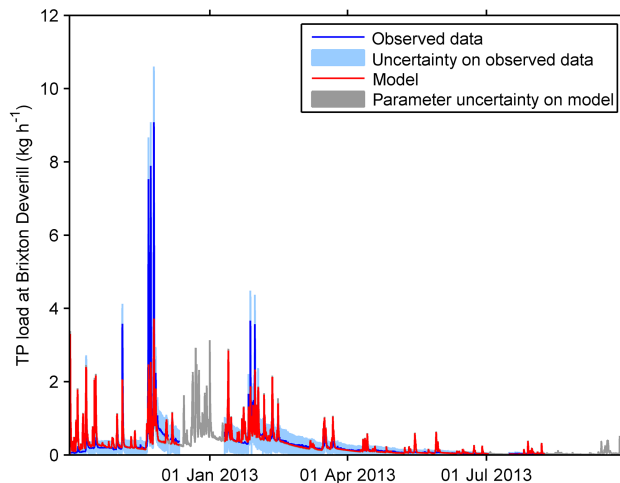 12
10
8
6
4
2
0
TP load at Brixton Deverill (kg h⁻¹)
Observed data
Uncertainty on observed data
Model
Parameter uncertainty on model
01 Jan 2013 01 Apr 2013 01 Jul 2013